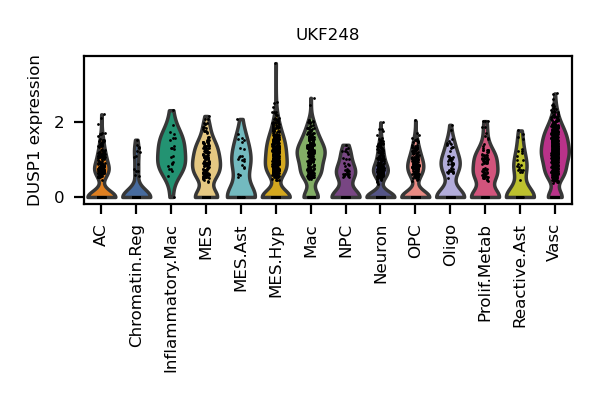 UKF248
DUSP1 expression
2
0
AC
Chromatin.Reg
Inflammatory.Mac
MES
MES.Ast
MES.Hyp
Mac
NPC
Neuron
OPC
Oligo
Prolif.Metab
Reactive.Ast
Vasc